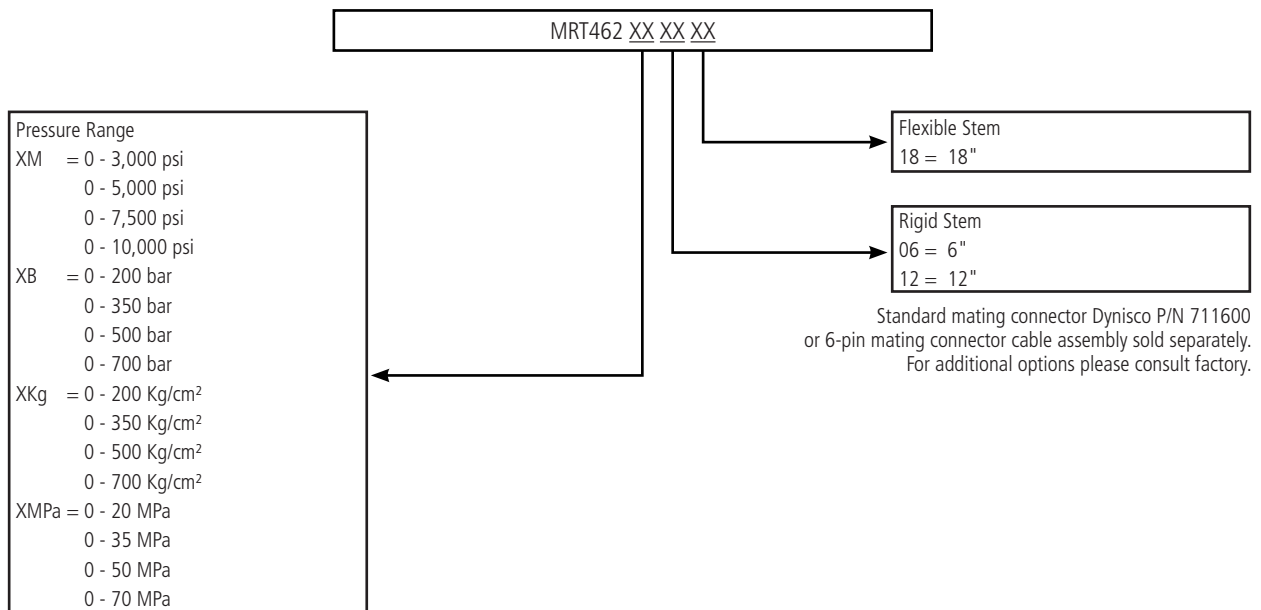 MRT462 XX XX XX
Pressure Range
XM = 0 - 3,000 psi
0 - 5,000 psi
0 - 7,500 psi
0 - 10,000 psi
XB = 0 - 200 bar
0 - 350 bar
0 - 500 bar
0 - 700 bar
XKg = 0 - 200 Kg/cm²
0 - 350 Kg/cm²
0 - 500 Kg/cm²
0 - 700 Kg/cm²
XMPa = 0 - 20 MPa
0 - 35 MPa
0 - 50 MPa
0 - 70 MPa
Flexible Stem
18 = 18"
Rigid Stem
06 = 6"
12 = 12"
Standard mating connector Dynisco P/N 711600
or 6-pin mating connector cable assembly sold separately.
For additional options please consult factory.